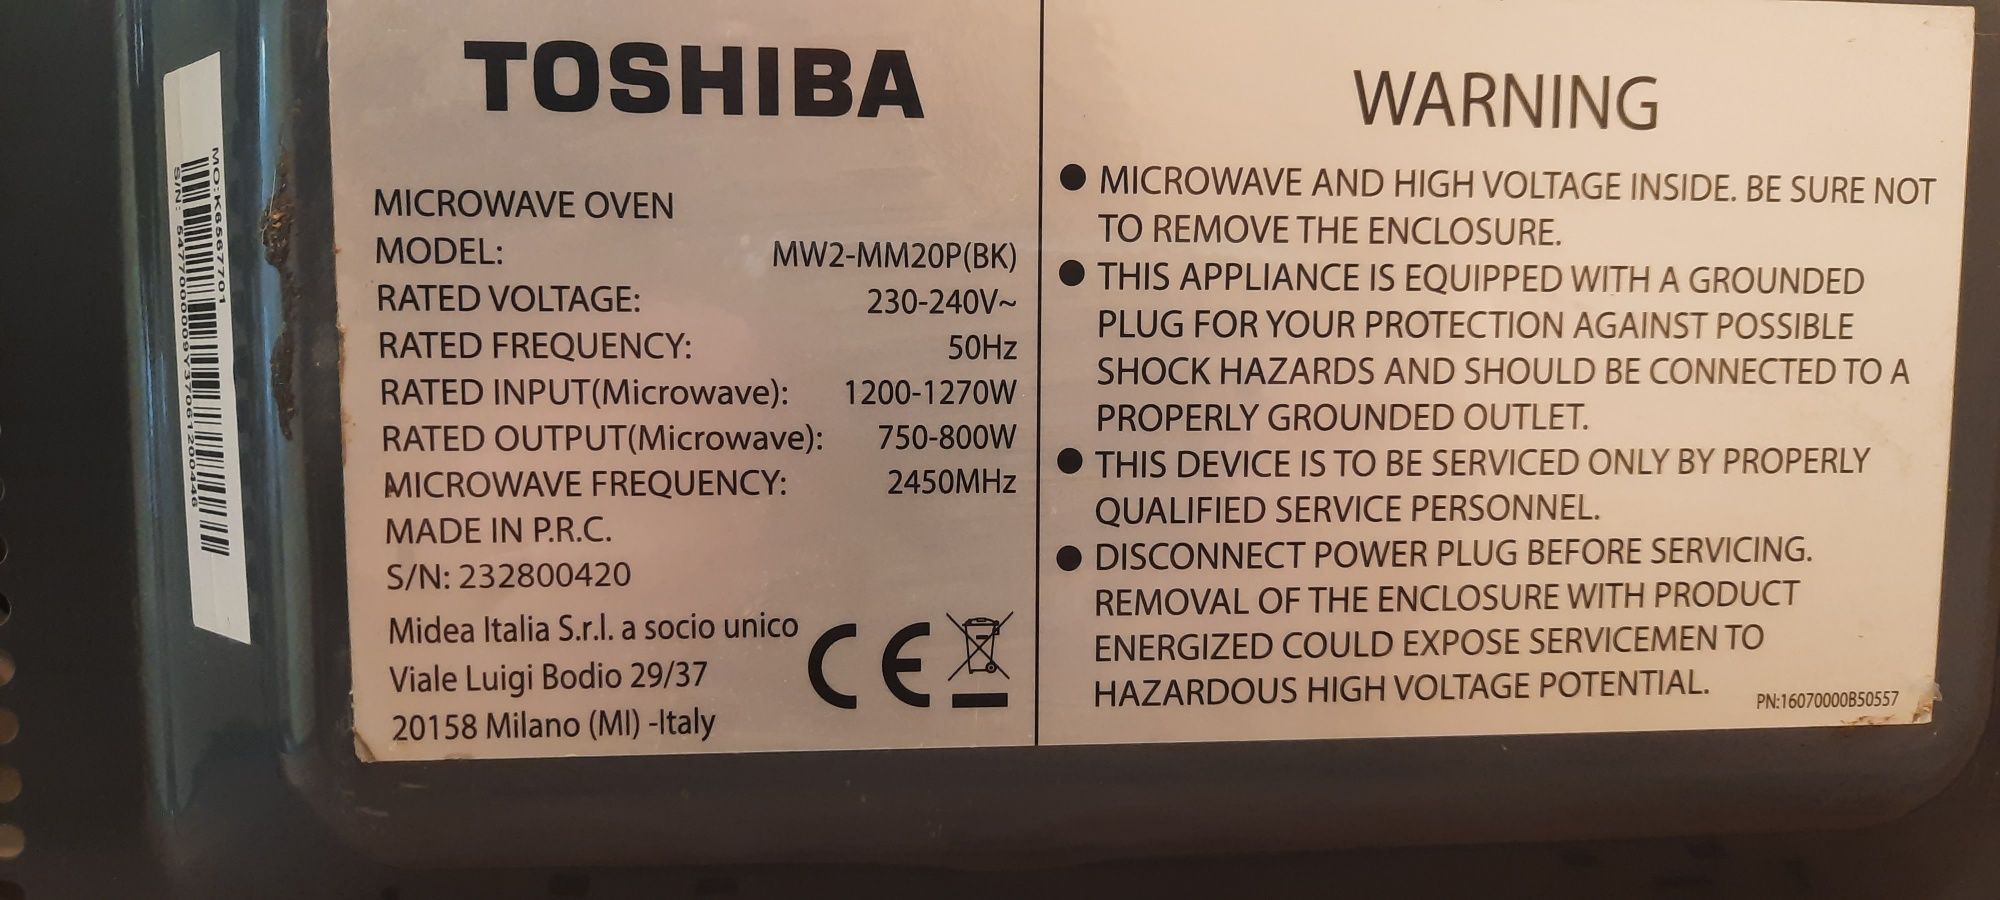 MO:K6567701
S/N: 5477000009Y37061200446
TOSHIBA
MICROWAVE OVEN
MODEL: MW2-MM20P(BK)
RATED VOLTAGE: 230-240V~
RATED FREQUENCY: 50Hz
RATED INPUT(Microwave): 1200-1270W
RATED OUTPUT(Microwave): 750-800W
MICROWAVE FREQUENCY: 2450MHz
MADE IN P.R.C.
S/N: 232800420
Midea Italia S.r.l. a socio unico
Viale Luigi Bodio 29/37
20158 Milano (MI) -Italy
CE
WARNING
● MICROWAVE AND HIGH VOLTAGE INSIDE. BE SURE NOT
TO REMOVE THE ENCLOSURE.
● THIS APPLIANCE IS EQUIPPED WITH A GROUNDED
PLUG FOR YOUR PROTECTION AGAINST POSSIBLE
SHOCK HAZARDS AND SHOULD BE CONNECTED TO A
PROPERLY GROUNDED OUTLET.
● THIS DEVICE IS TO BE SERVICED ONLY BY PROPERLY
QUALIFIED SERVICE PERSONNEL.
● DISCONNECT POWER PLUG BEFORE SERVICING.
REMOVAL OF THE ENCLOSURE WITH PRODUCT
ENERGIZED COULD EXPOSE SERVICEMEN TO
HAZARDOUS HIGH VOLTAGE POTENTIAL.
PN:16070000B50557